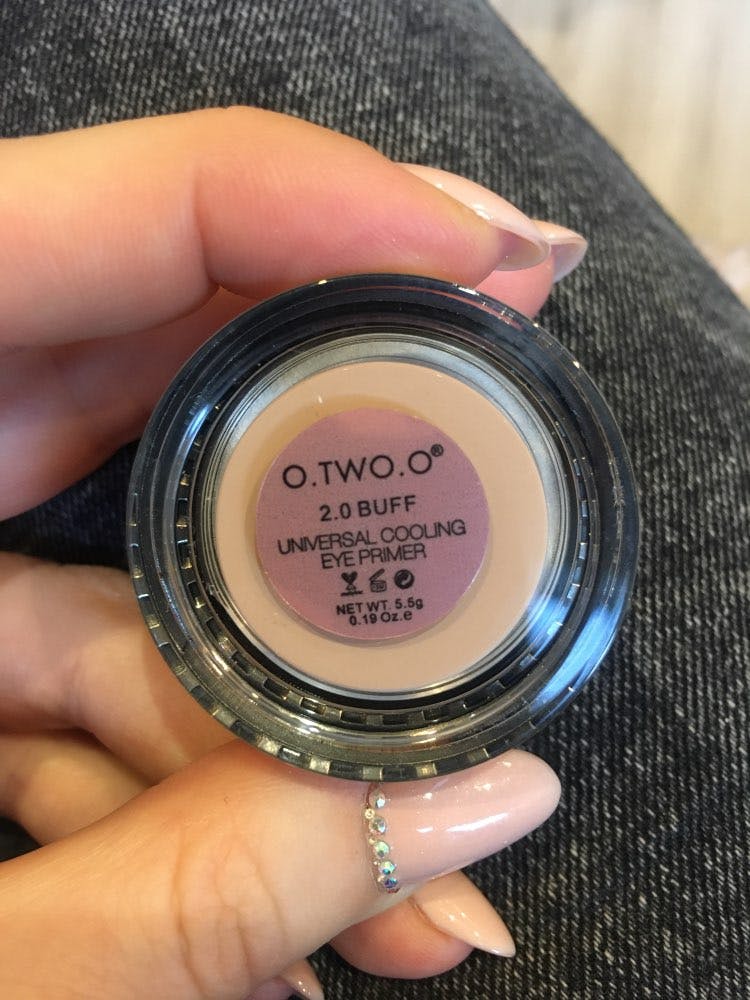 O.TWO.O®
2.0 BUFF
UNIVERSAL COOLING
EYE PRIMER
NET WT. 5.5g
0.19 Oz.e